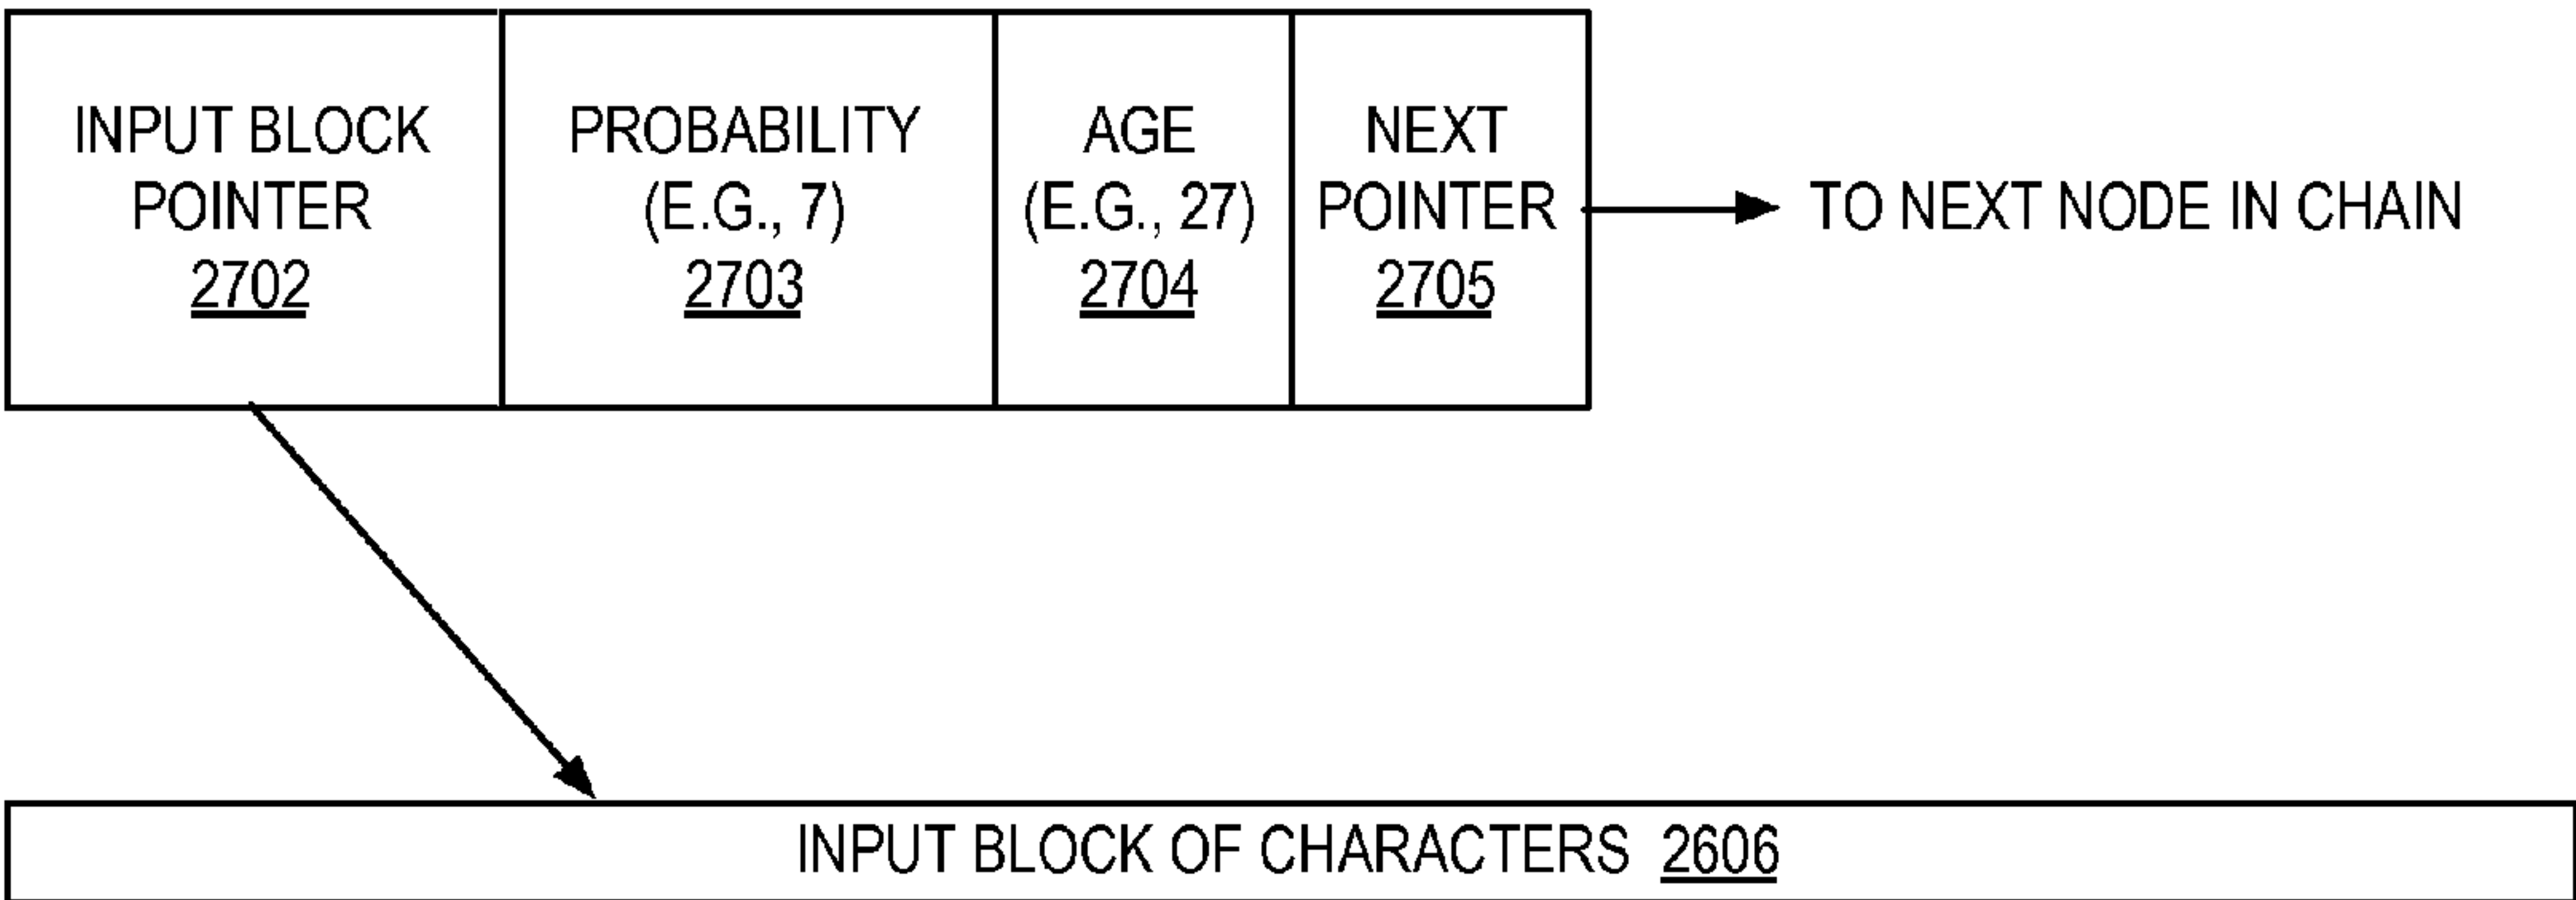 INPUT BLOCK
POINTER
2702
PROBABILITY
(E.G., 7)
2703
AGE
(E.G., 27)
2704
NEXT
POINTER
2705
TO NEXT NODE IN CHAIN
INPUT BLOCK OF CHARACTERS 2606